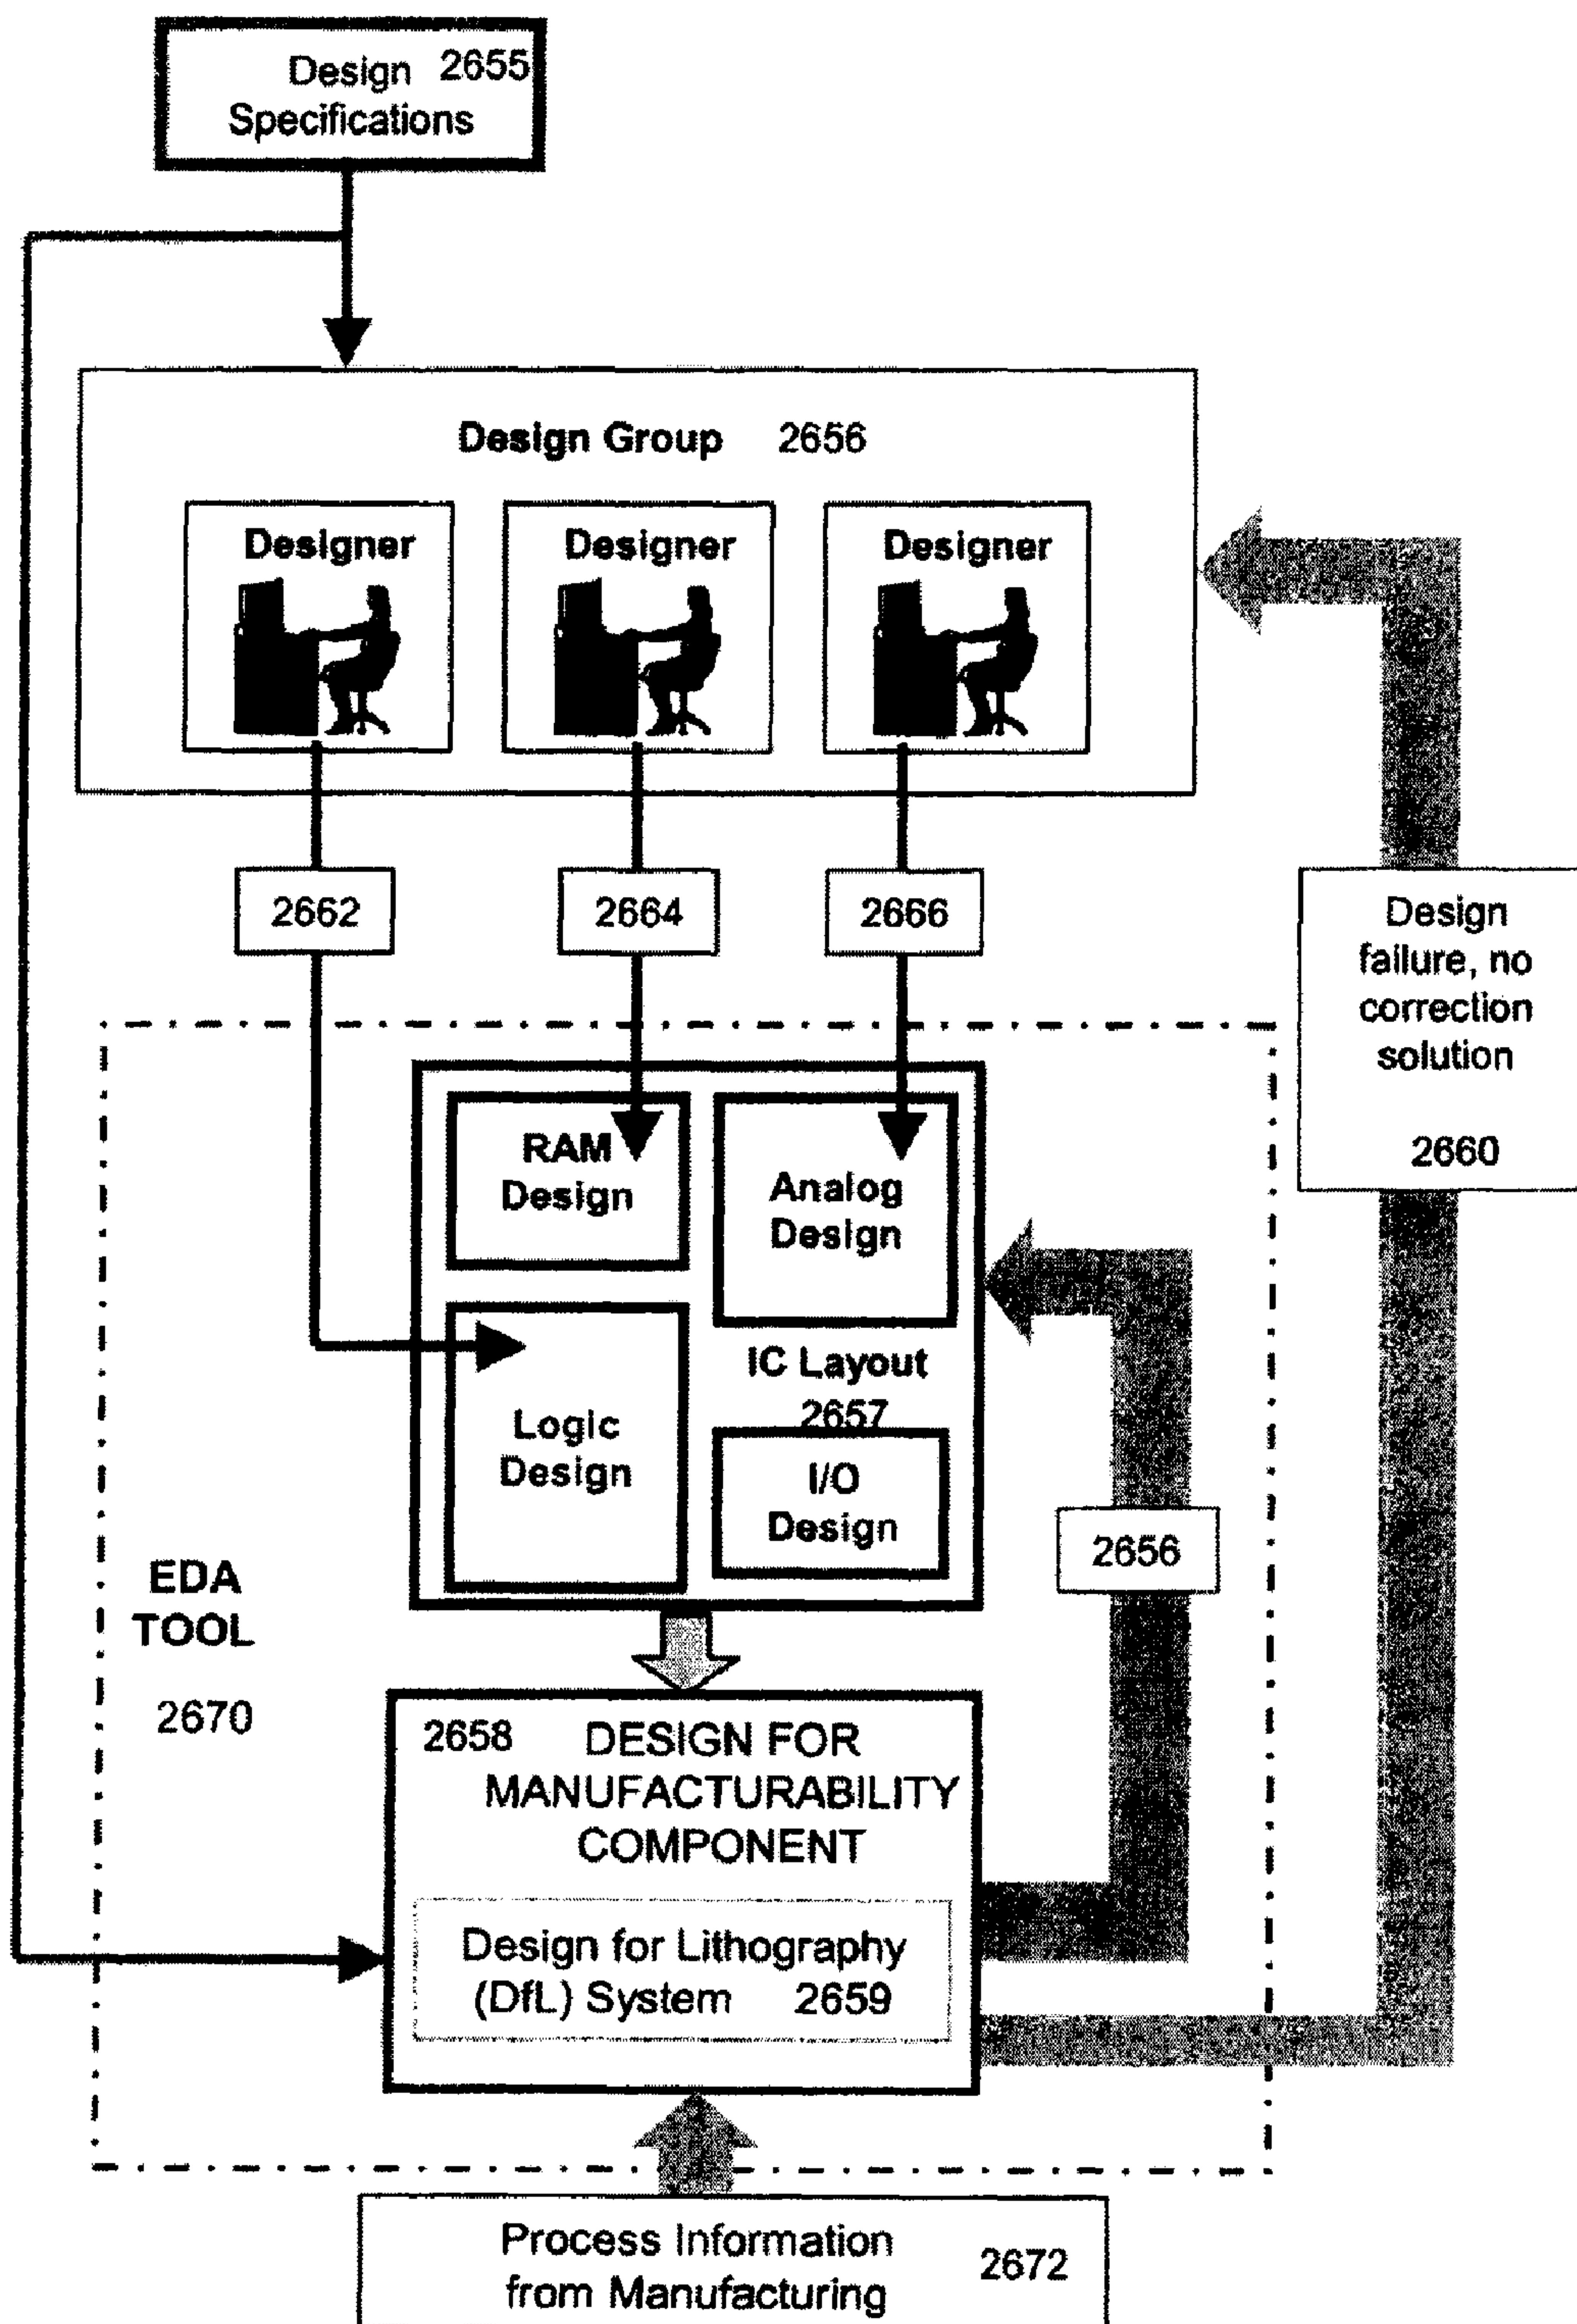 Design 2655
Specifications
Design Group 2656
Designer
Designer
Designer
2662
2664
2666
Design
failure, no
correction
solution
2660
RAM
Design
Analog
Design
IC Layout
2657
Logic
Design
I/O
Design
2656
EDA
TOOL
2670
2658 DESIGN FOR
MANUFACTURABILITY
COMPONENT
Design for Lithography
(DfL) System 2659
Process Information 2672
from Manufacturing